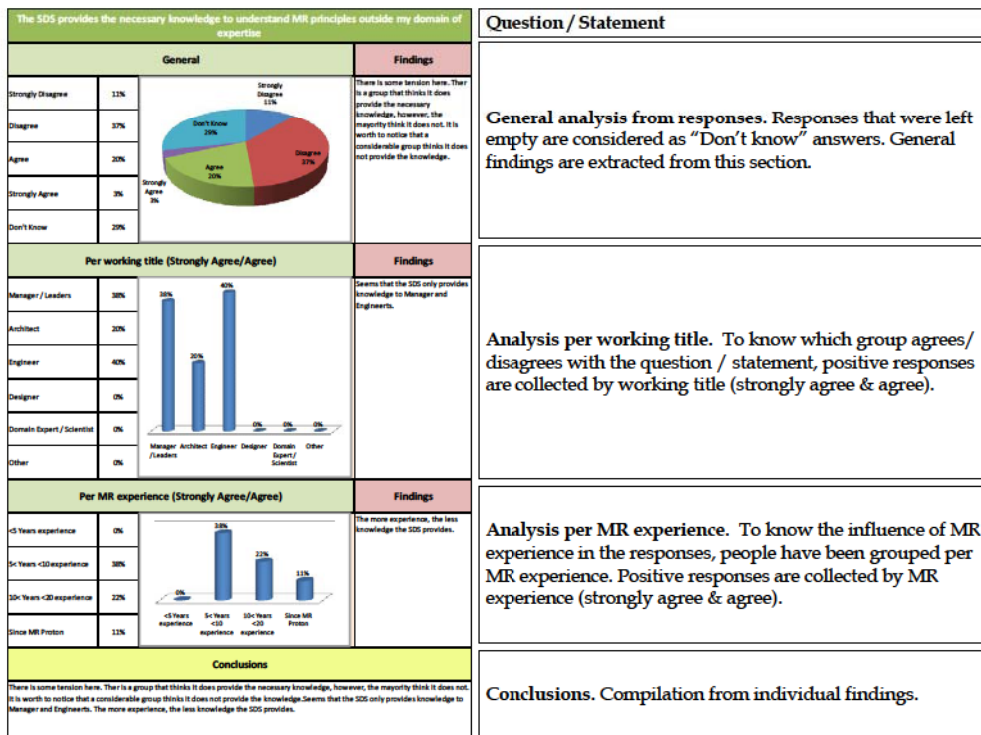 The SDS provides the necessary knowledge to understand MR principles outside my domain of
expertise
General
Findings
Strongly Disagree
11%
Disagree
37%
Agree
20%
Strongly Agree
3%
Don't Know
29%
Strongly
Disagree
11%
Disagree
37%
Agree
20%
Strongly
Agree
3%
Don't Know
29%
There is some tension here. Ther
is a group that thinks it does
provide the necessary
knowledge, however, the
mayority think it does not. It is
worth to notice that a
considerable group thinks it does
not provide the knowledge.
Per working title (Strongly Agree/Agree)
Findings
Manager / Leaders
38%
Architect
20%
Engineer
40%
Designer
0%
Domain Expert / Scientist
0%
Other
0%
38%
20%
40%
0%
0%
0%
Manager
/Leaders
Architect
Engineer
Designer
Domain
Expert /
Scientist
Other
Seems that the SDS only provides
knowledge to Manager and
Engineerts.
Per MR experience (Strongly Agree/Agree)
Findings
<5 Years experience
0%
5< Years <10 experience
38%
10< Years <20 experience
22%
Since MR Proton
11%
0%
38%
22%
11%
<5 Years
experience
5< Years
<10
experience
10< Years
<20
experience
Since MR
Proton
The more experience, the less
knowledge the SDS provides.
Conclusions
There is some tension here. Ther is a group that thinks it does provide the necessary knowledge, however, the mayority think it does not.
It is worth to notice that a considerable group thinks it does not provide the knowledge.Seems that the SDS only provides knowledge to
Manager and Engineerts. The more experience, the less knowledge the SDS provides.
Question / Statement
General analysis from responses. Responses that were left
empty are considered as “Don’t know” answers. General
findings are extracted from this section.
Analysis per working title. To know which group agrees/
disagrees with the question / statement, positive responses
are collected by working title (strongly agree & agree).
Analysis per MR experience. To know the influence of MR
experience in the responses, people have been grouped per
MR experience. Positive responses are collected by MR
experience (strongly agree & agree).
Conclusions. Compilation from individual findings.